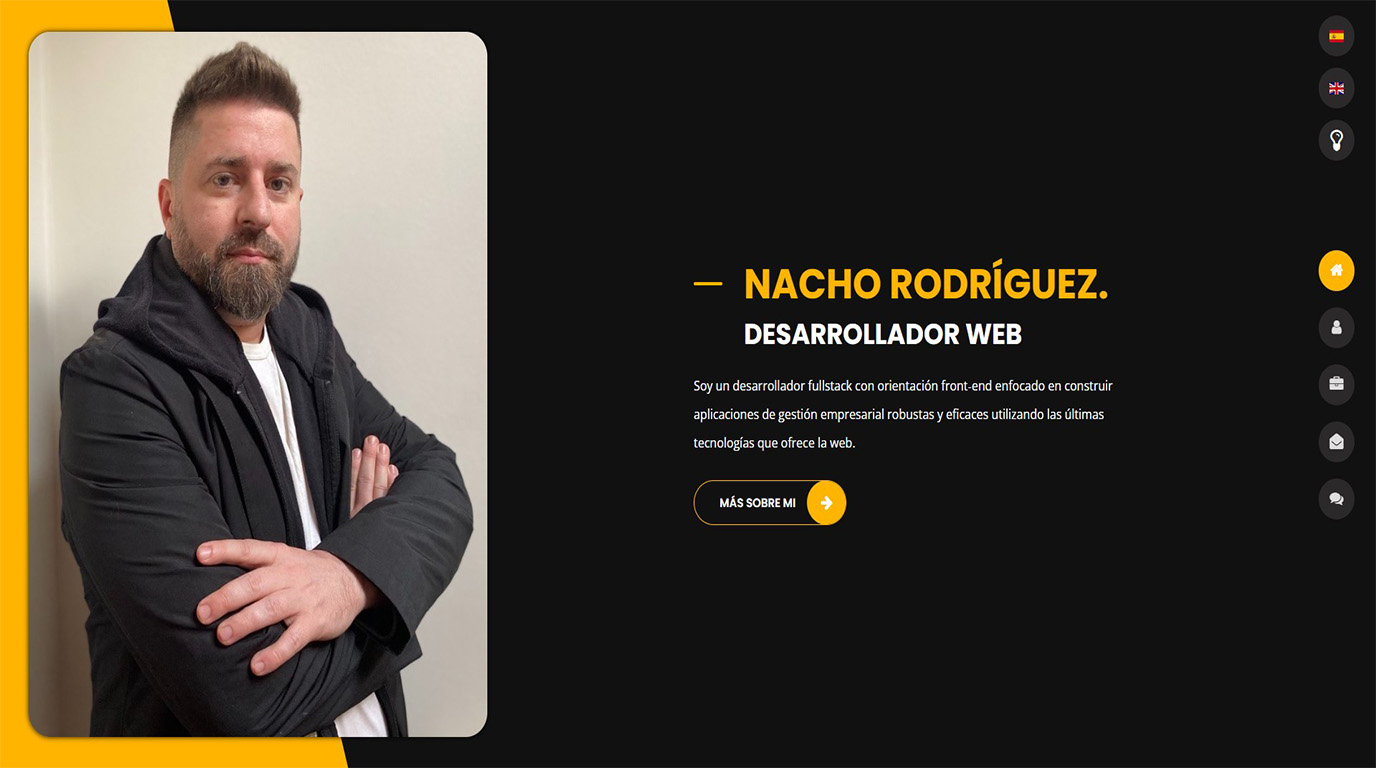 NACHO RODRÍGUEZ.
DESARROLLADOR WEB
Soy un desarrollador fullstack con orientación front-end enfocado en construir
aplicaciones de gestión empresarial robustas y eficaces utilizando las últimas
tecnologías que ofrece la web.
MÁS SOBRE MI